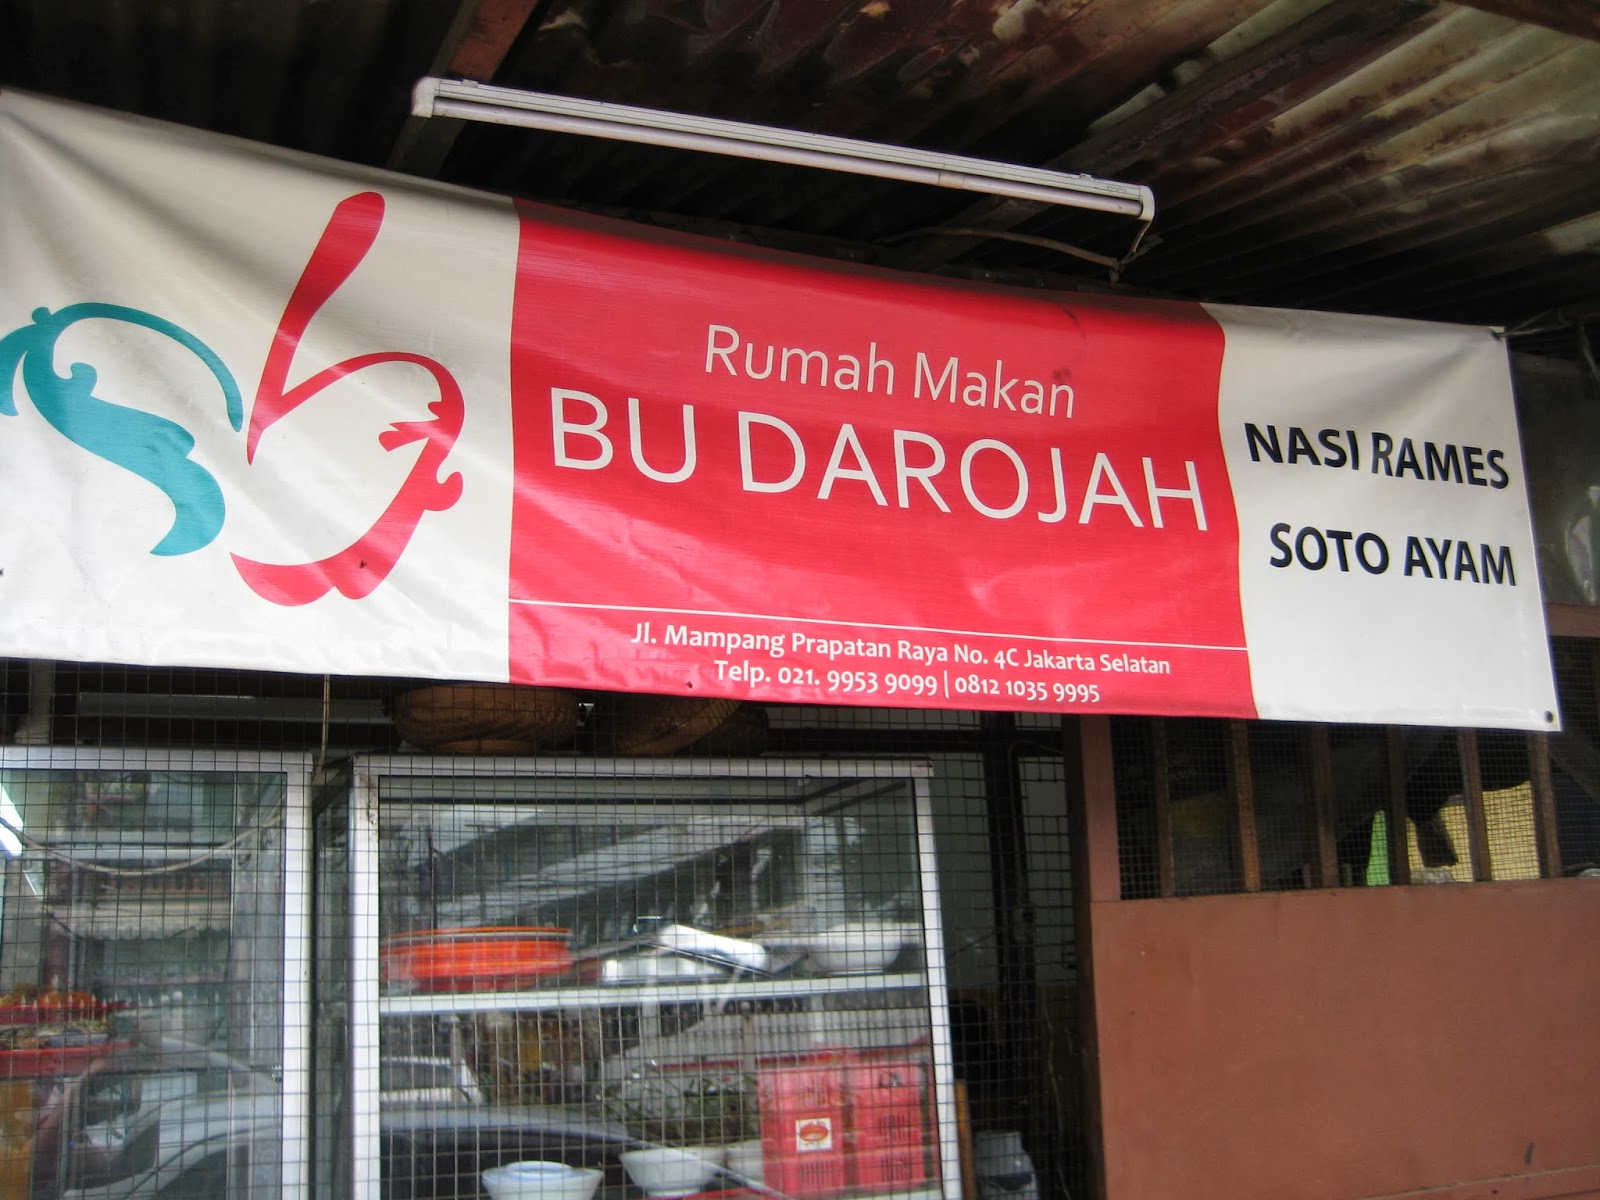 Rumah Makan
BU DAROJAH
Jl. Mampang Prapatan Raya No. 4C Jakarta Selatan
Telp. 021. 9953 9099 | 0812 1035 9995
NASI RAMES
SOTO AYAM